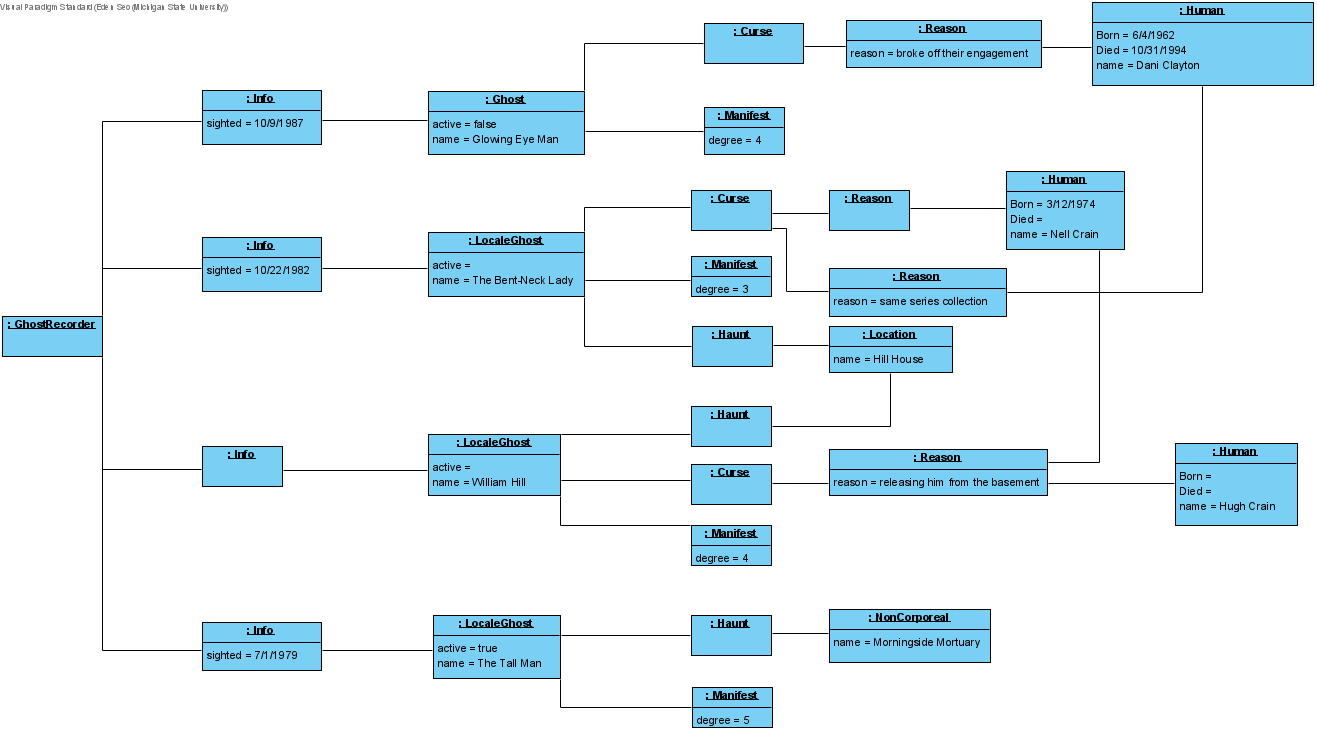 Visual Paradigm Standard (Eden Seo (Michigan State University))
: Human
Born = 6/4/1962
Died = 10/31/1994
name = Dani Clayton
: Curse
: Reason
reason = broke off their engagement
: Info
sighted = 10/9/1987
: Ghost
active = false
name = Glowing Eye Man
: Manifest
degree = 4
: Curse
: Reason
: Human
Born = 3/12/1974
Died =
name = Nell Crain
: Info
sighted = 10/22/1982
: LocaleGhost
active =
name = The Bent-Neck Lady
: Manifest
degree = 3
: Reason
reason = same series collection
: GhostRecorder
: Haunt
: Location
name = Hill House
: Haunt
: Info
: LocaleGhost
active =
name = William Hill
: Curse
: Reason
reason = releasing him from the basement
: Human
Born =
Died =
name = Hugh Crain
: Manifest
degree = 4
: Info
sighted = 7/1/1979
: LocaleGhost
active = true
name = The Tall Man
: Haunt
: NonCorporeal
name = Morningside Mortuary
: Manifest
degree = 5